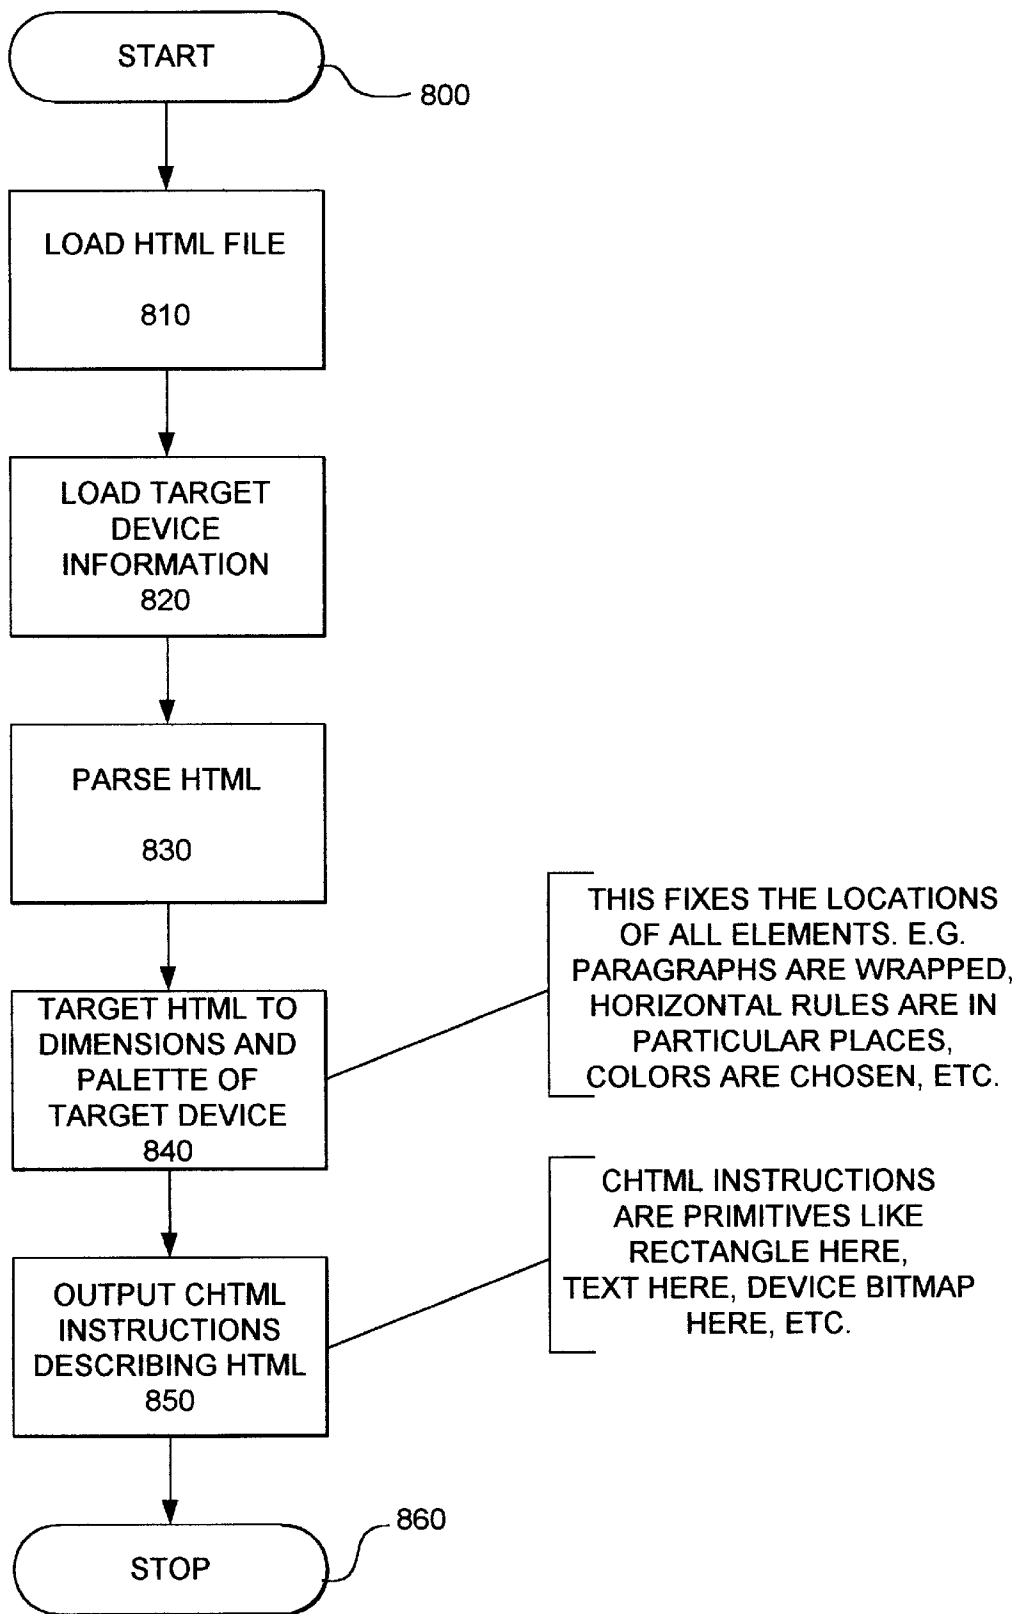 START
800
LOAD HTML FILE
810
LOAD TARGET
DEVICE
INFORMATION
820
PARSE HTML
830
TARGET HTML TO
DIMENSIONS AND
PALETTE OF
TARGET DEVICE
840
THIS FIXES THE LOCATIONS
OF ALL ELEMENTS. E.G.
PARAGRAPHS ARE WRAPPED,
HORIZONTAL RULES ARE IN
PARTICULAR PLACES,
COLORS ARE CHOSEN, ETC.
OUTPUT CHTML
INSTRUCTIONS
DESCRIBING HTML
850
CHTML INSTRUCTIONS
ARE PRIMITIVES LIKE
RECTANGLE HERE,
TEXT HERE, DEVICE BITMAP
HERE, ETC.
STOP
860